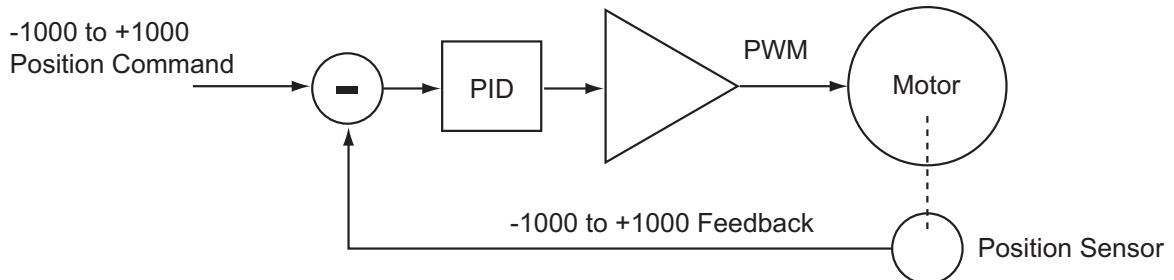 -1000 to +1000
Position Command
-
PID
PWM
Motor
-1000 to +1000 Feedback
Position Sensor